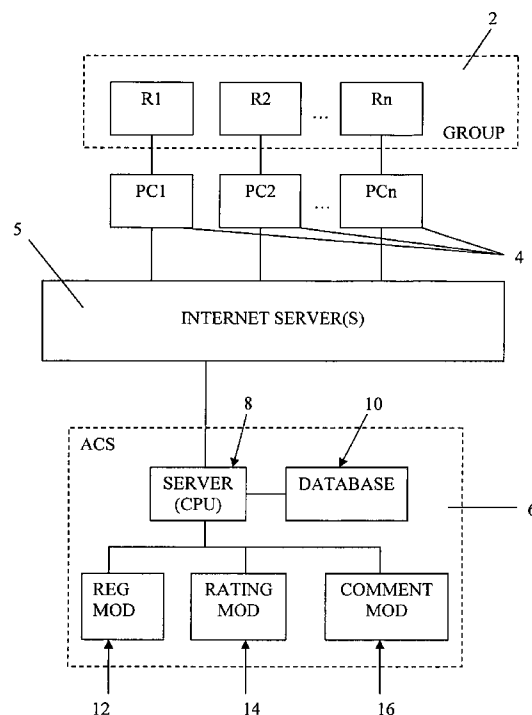 2
R1 R2 ... Rn
GROUP
PC1 PC2 ... PCn
5
4
INTERNET SERVER(S)
8 10
ACS
SERVER
(CPU)
DATABASE
6
REG
MOD
RATING
MOD
COMMENT
MOD
12 14 16